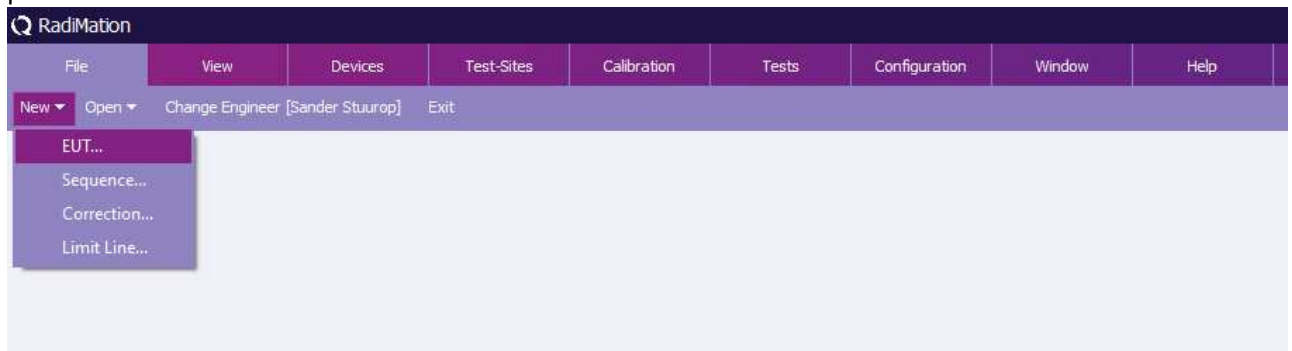 RadiMation
File View Devices Test-Sites Calibration Tests Configuration Window Help
New Open Change Engineer [Sander Stuurop] Exit
EUT...
Sequence...
Correction...
Limit Line...